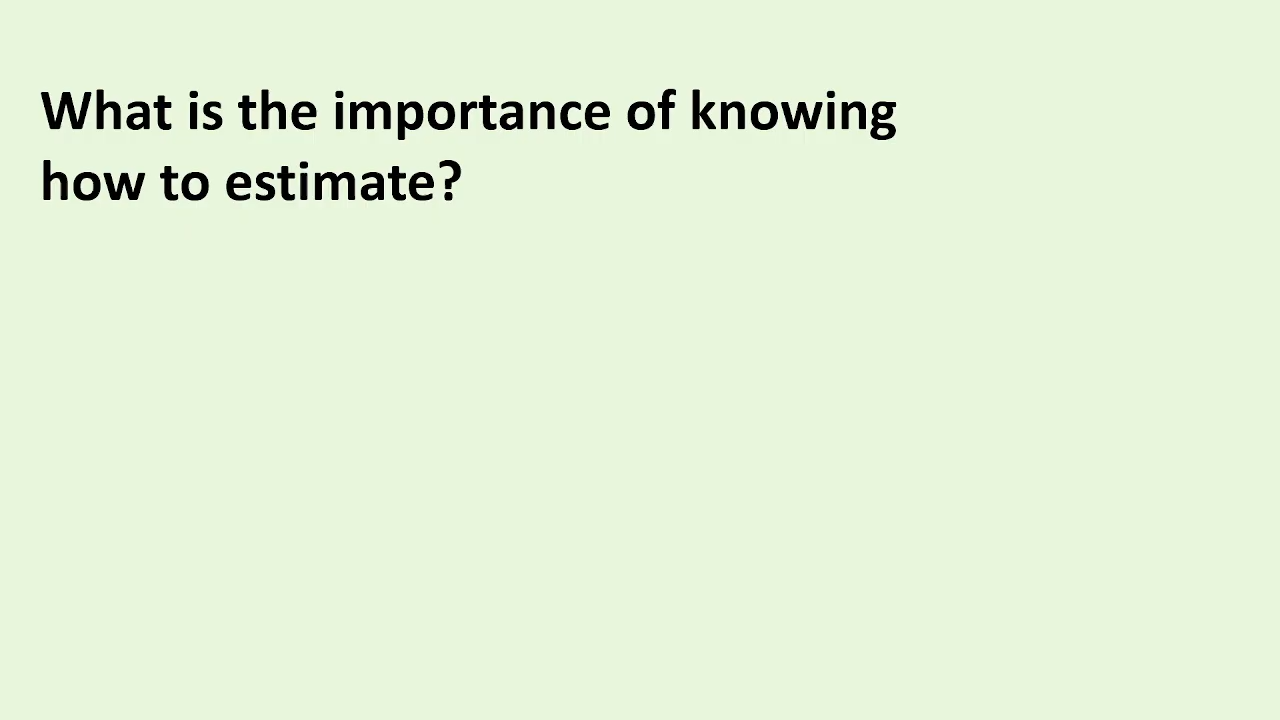 What is the importance of knowing
how to estimate?